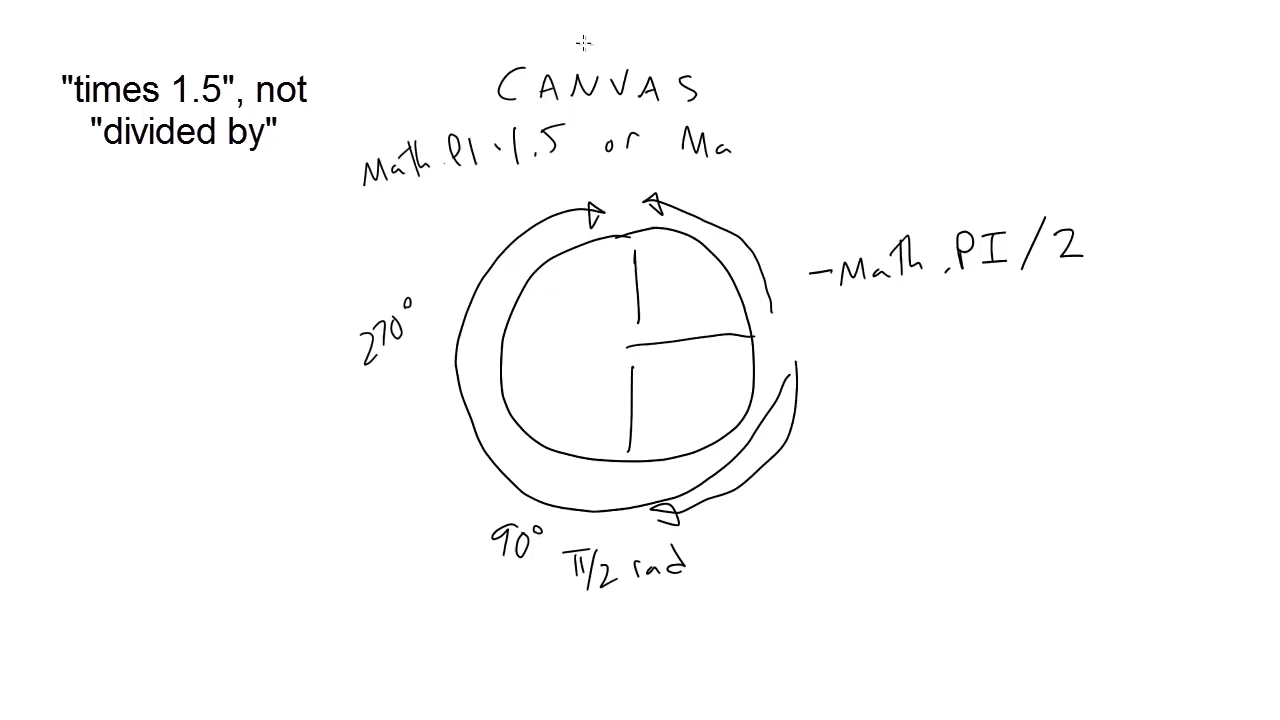 "times 1.5", not
"divided by"
CANVAS
Math.PI·1.5 or Ma
-Math.PI/2
270°
90°
π/2 rad